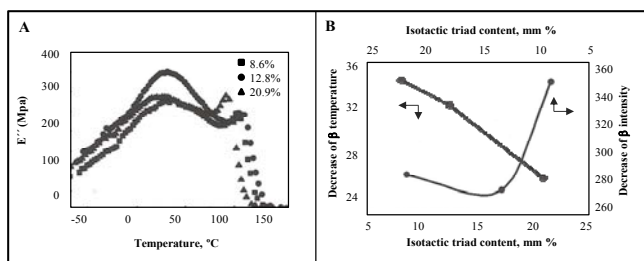 A
400
300
200
100
0
E´´ (Mpa)
8.6%
12.8%
20.9%
-50 0 50 100 150
Temperature, ºC
B
Isotactic triad content, mm %
25 20 15 10 5
36
32
28
24
Decrease of β temperature
360
340
320
300
280
260
Decrease of β intensity
5 10 15 20 25
Isotactic triad content, mm %